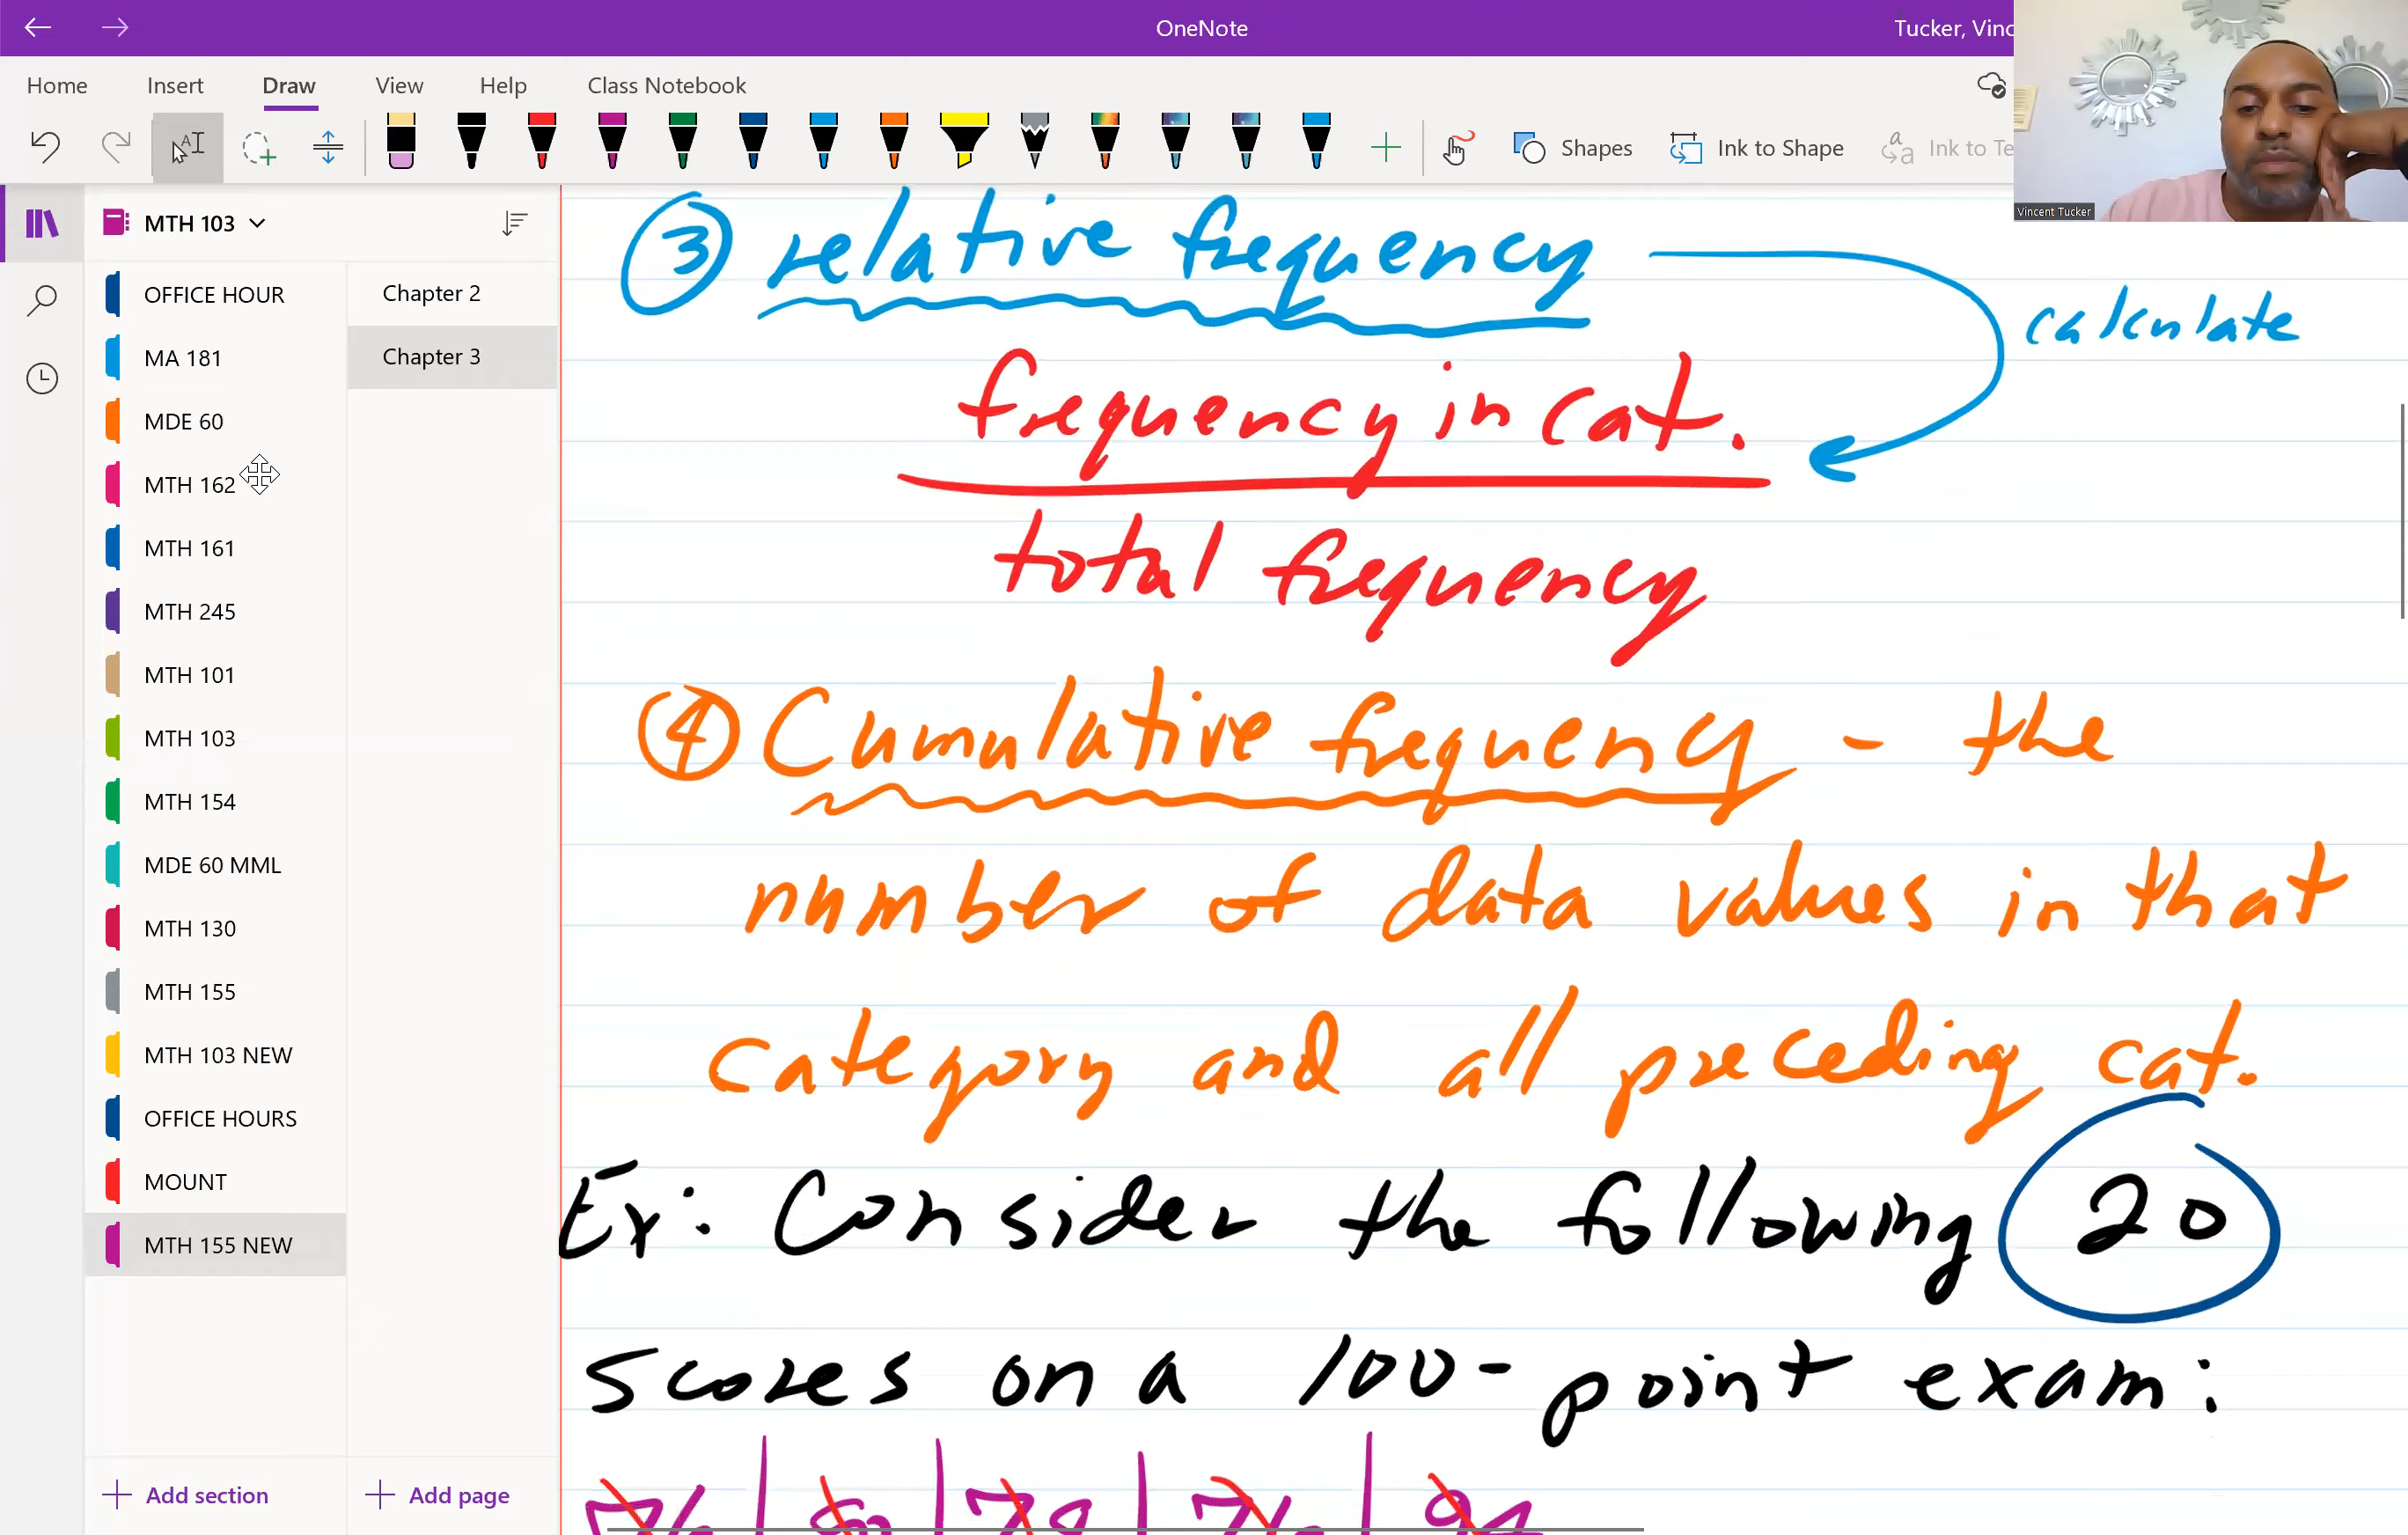 OneNote
Tucker, Vinc
Home Insert Draw View Help Class Notebook
Shapes Ink to Shape Ink to Te
Vincent Tucker
MTH 103
OFFICE HOUR
MA 181
MDE 60
MTH 162
MTH 161
MTH 245
MTH 101
MTH 103
MTH 154
MDE 60 MML
MTH 130
MTH 155
MTH 103 NEW
OFFICE HOURS
MOUNT
MTH 155 NEW
Add section
Chapter 2
Chapter 3
Add page
③ relative frequency
calculate
frequency in cat.
total frequency
④ Cumulative frequency - the
number of data values in that
category and all preceding cat.
Ex: Consider the following 20
scores on a 100-point exam: